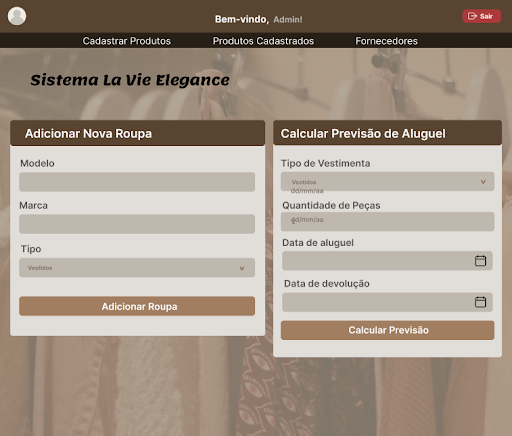 Bem-vindo, Admin!
Sair
Cadastrar Produtos Produtos Cadastrados Fornecedores
Sistema La Vie Elegance
Adicionar Nova Roupa
Modelo
Marca
Tipo
Vestidos
Adicionar Roupa
Calcular Previsão de Aluguel
Tipo de Vestimenta
Vestidos
dd/mm/aa
Quantidade de Peças
dd/mm/aa
Data de aluguel
Data de devolução
Calcular Previsão